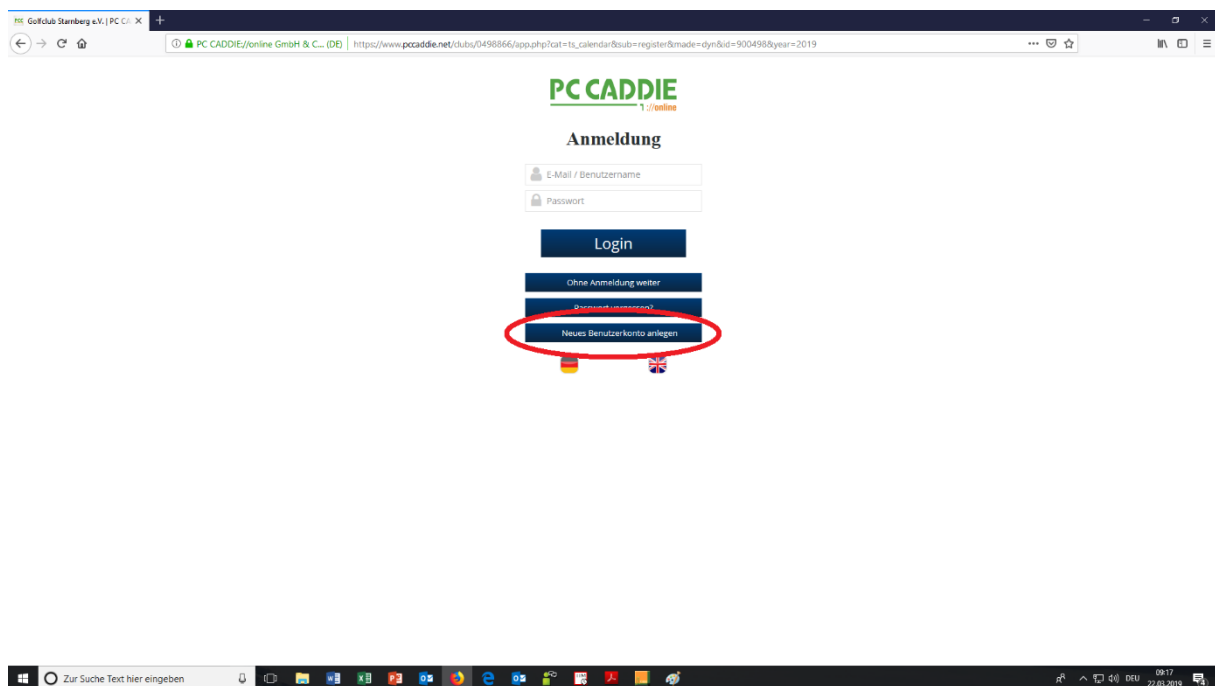 Golfclub Starnberg e.V. | PC CA
PC CADDIE://online GmbH & C... (DE)
https://www.pccaddie.net/clubs/0498866/app.php?cat=ts_calendar&sub=register&made=dyn&id=900498&year=2019
PC CADDIE
://online
Anmeldung
E-Mail / Benutzername
Passwort
Login
Ohne Anmeldung weiter
Passwort vergessen?
Neues Benutzerkonto anlegen
Zur Suche Text hier eingeben
DEU
09:17
22.03.2019